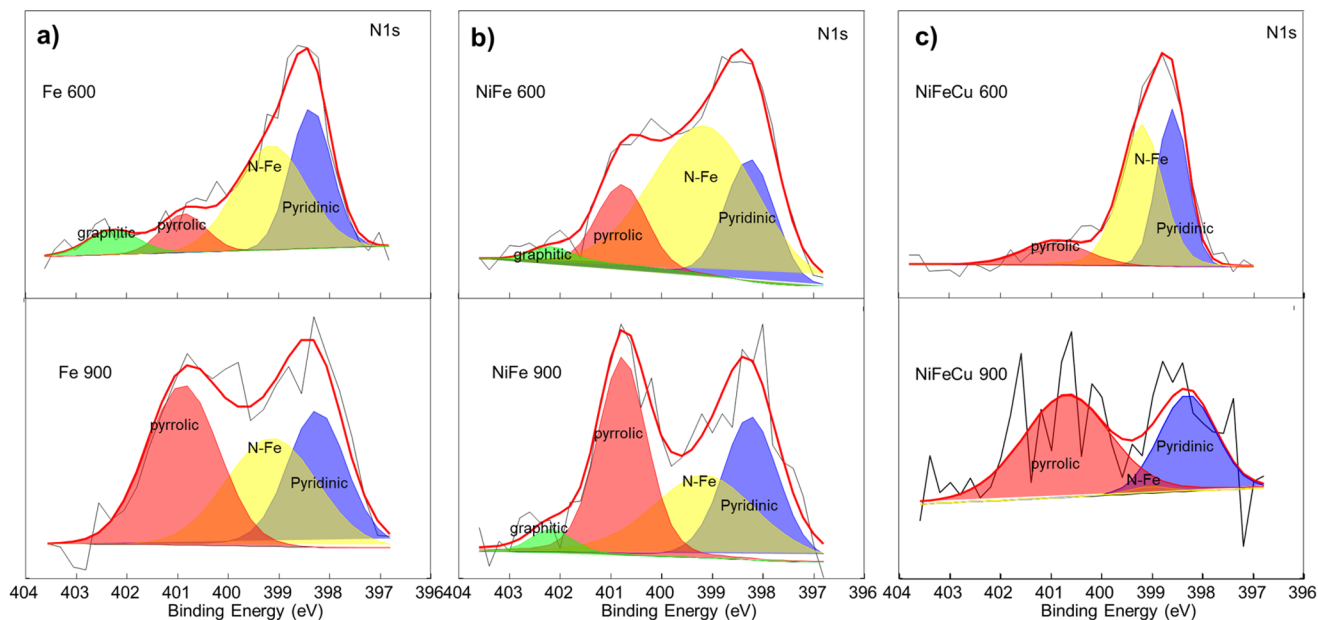 a)
N1s
Fe 600
N-Fe
graphitic
pyrrolic
Pyridinic
Fe 900
pyrrolic
N-Fe
Pyridinic
404 403 402 401 400 399 398 397 396
Binding Energy (eV)
b)
N1s
NiFe 600
N-Fe
pyrrolic
Pyridinic
graphitic
NiFe 900
pyrrolic
N-Fe
Pyridinic
graphitic
404 403 402 401 400 399 398 397 396
Binding Energy (eV)
c)
N1s
NiFeCu 600
N-Fe
Pyridinic
pyrrolic
NiFeCu 900
Pyridinic
pyrrolic
N-Fe
404 403 402 401 400 399 398 397 396
Binding Energy (eV)